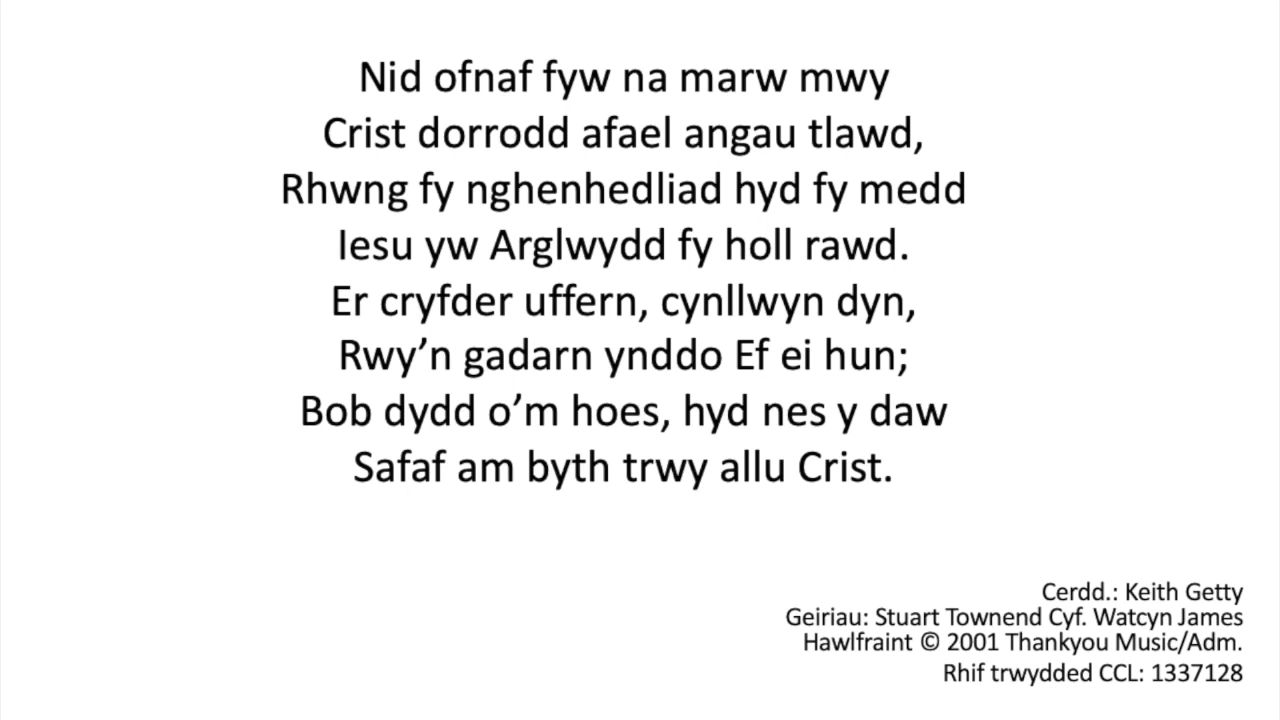 Nid ofnaf fyw na marw mwy
Crist dorrodd afael angau tlawd,
Rhwng fy nghenhedliad hyd fy medd
Iesu yw Arglwydd fy holl rawd.
Er cryfder uffern, cynllwyn dyn,
Rwy’n gadarn ynddo Ef ei hun;
Bob dydd o’m hoes, hyd nes y daw
Safaf am byth trwy allu Crist.
Cerdd.: Keith Getty
Geiriau: Stuart Townend Cyf. Watcyn James
Hawlfraint © 2001 Thankyou Music/Adm.
Rhif trwydded CCL: 1337128